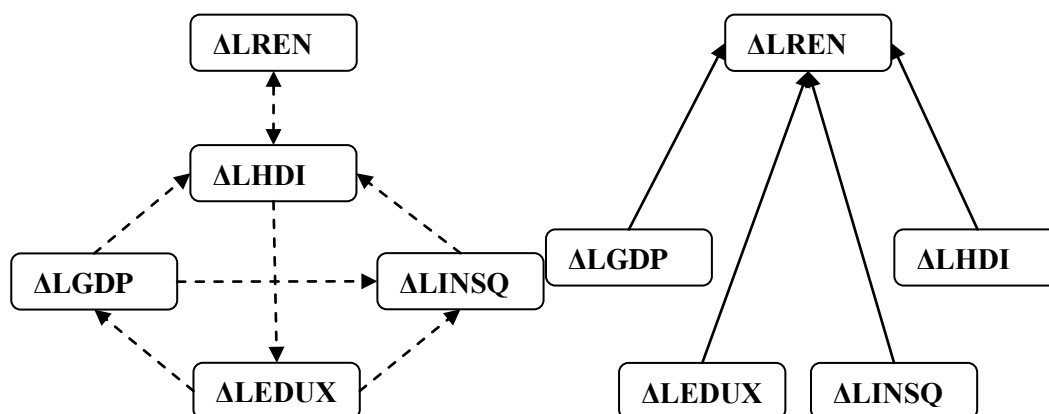 ΔLREN
ΔLHDI
ΔLGDP
ΔLINSQ
ΔLEDUX
ΔLREN
ΔLGDP
ΔLHDI
ΔLEDUX
ΔLINSQ